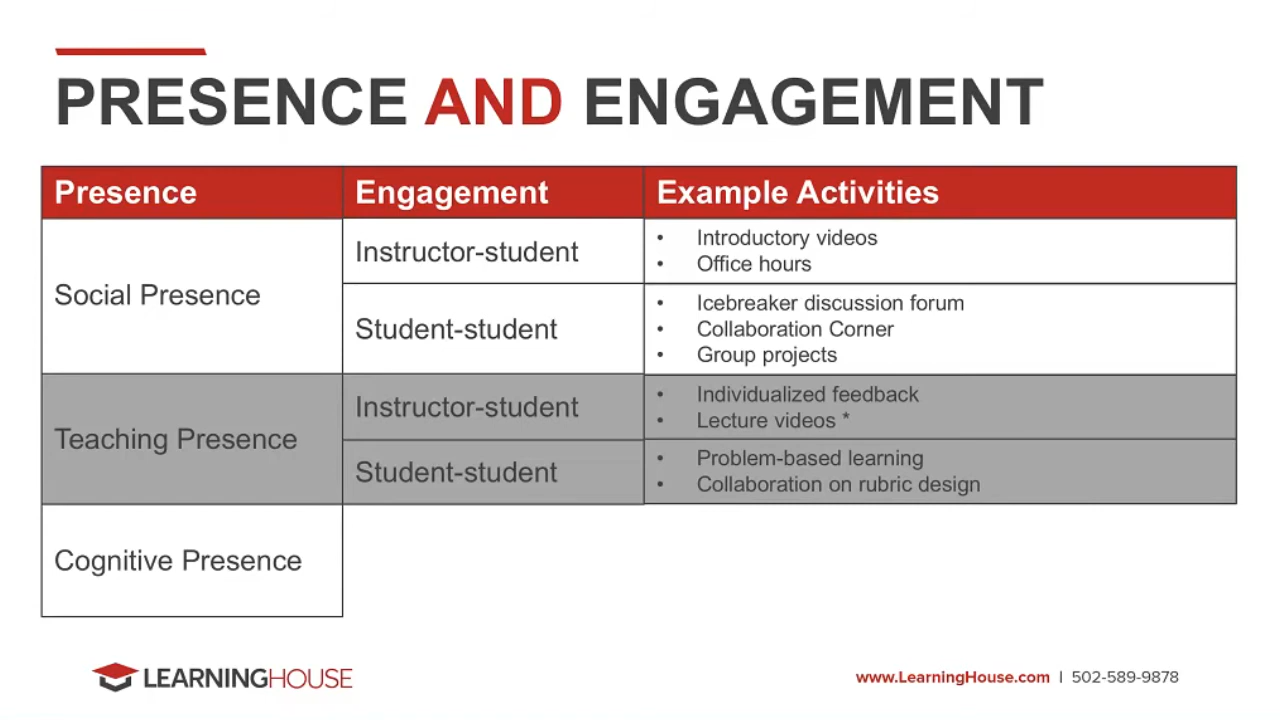 PRESENCE AND ENGAGEMENT
Presence Engagement Example Activities
Social Presence
Instructor-student
• Introductory videos
• Office hours
Student-student
• Icebreaker discussion forum
• Collaboration Corner
• Group projects
Teaching Presence
Instructor-student
• Individualized feedback
• Lecture videos *
Student-student
• Problem-based learning
• Collaboration on rubric design
Cognitive Presence
LEARNINGHOUSE
www.LearningHouse.com | 502-589-9878